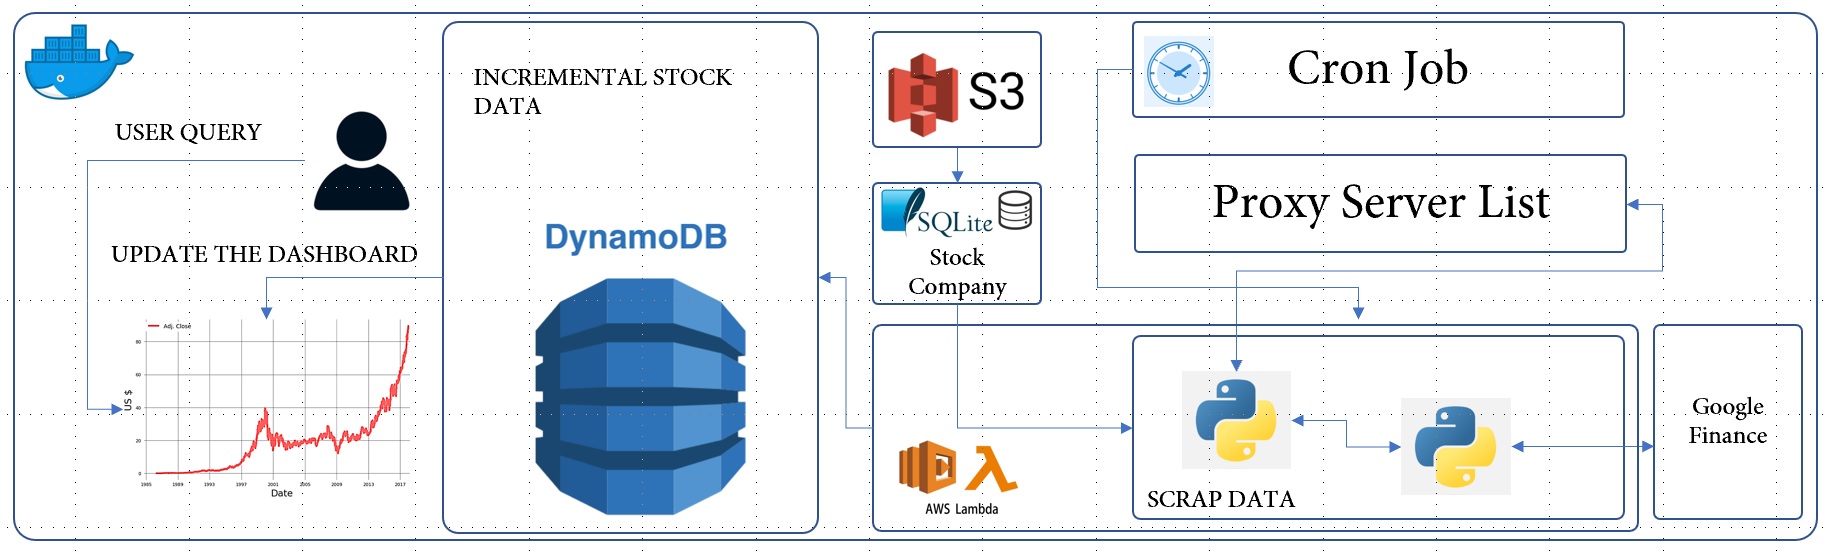 USER QUERY
UPDATE THE DASHBOARD
Adj. Close
80
60
40
20
0
US $
1985
1989
1993
1997
2001
2005
2009
2013
2017
Date
INCREMENTAL STOCK
DATA
DynamoDB
S3
SQLite
Stock
Company
AWS Lambda
Cron Job
Proxy Server List
SCRAP DATA
Google
Finance